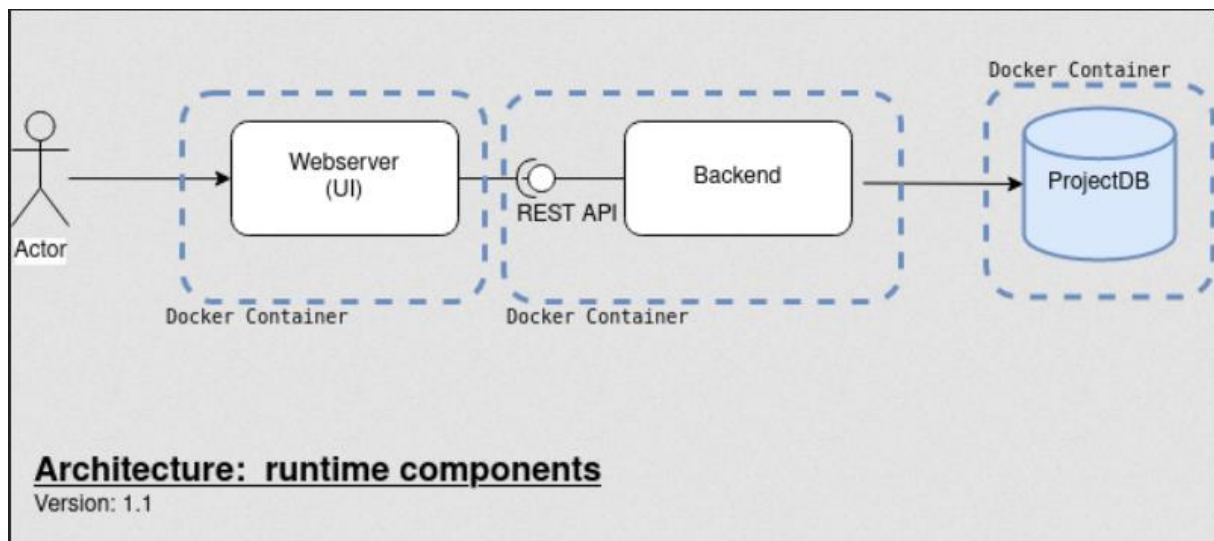 Docker Container
Webserver
(UI)
Backend
ProjectDB
REST API
Actor
Docker Container
Docker Container
Architecture:  runtime components
Version: 1.1